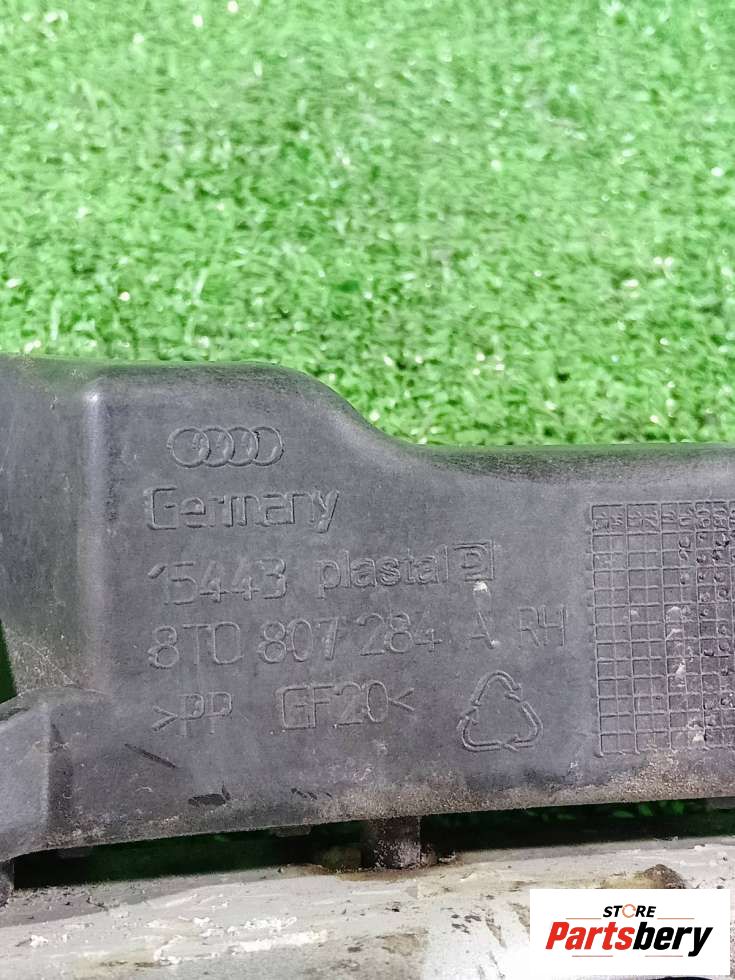 Germany
15443 plastal
8T0 807 284 A RH
>PP GF20<
STORE
Partsbery